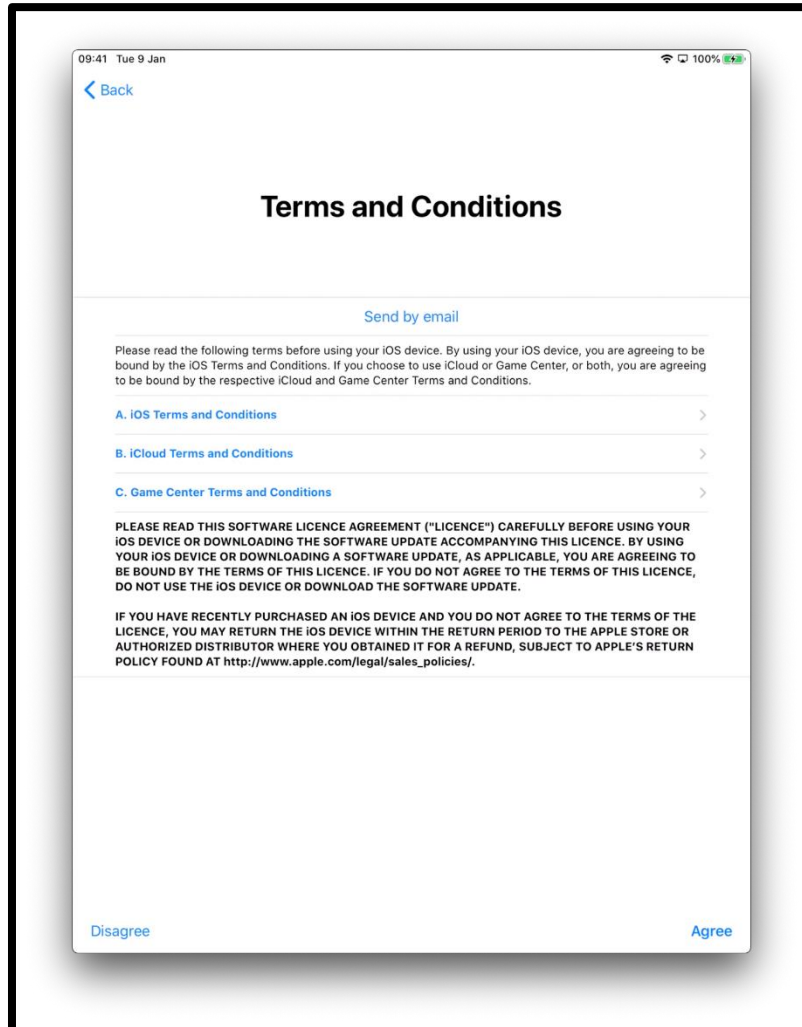 09:41 Tue 9 Jan 100%
Back
Terms and Conditions
Send by email
Please read the following terms before using your iOS device. By using your iOS device, you are agreeing to be
bound by the iOS Terms and Conditions. If you choose to use iCloud or Game Center, or both, you are agreeing
to be bound by the respective iCloud and Game Center Terms and Conditions.
A. iOS Terms and Conditions
B. iCloud Terms and Conditions
C. Game Center Terms and Conditions
PLEASE READ THIS SOFTWARE LICENCE AGREEMENT ("LICENCE") CAREFULLY BEFORE USING YOUR
iOS DEVICE OR DOWNLOADING THE SOFTWARE UPDATE ACCOMPANYING THIS LICENCE. BY USING
YOUR iOS DEVICE OR DOWNLOADING A SOFTWARE UPDATE, AS APPLICABLE, YOU ARE AGREEING TO
BE BOUND BY THE TERMS OF THIS LICENCE. IF YOU DO NOT AGREE TO THE TERMS OF THIS LICENCE,
DO NOT USE THE iOS DEVICE OR DOWNLOAD THE SOFTWARE UPDATE.
IF YOU HAVE RECENTLY PURCHASED AN iOS DEVICE AND YOU DO NOT AGREE TO THE TERMS OF THE
LICENCE, YOU MAY RETURN THE iOS DEVICE WITHIN THE RETURN PERIOD TO THE APPLE STORE OR
AUTHORIZED DISTRIBUTOR WHERE YOU OBTAINED IT FOR A REFUND, SUBJECT TO APPLE'S RETURN
POLICY FOUND AT http://www.apple.com/legal/sales_policies/.
Disagree Agree